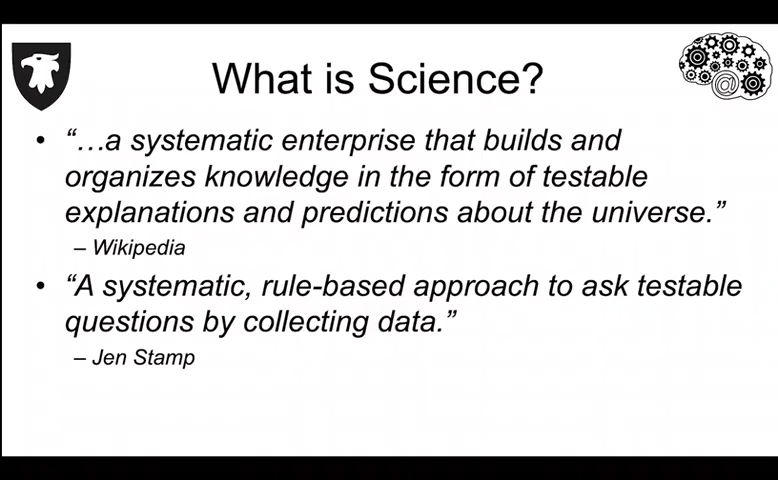 What is Science?
• “…a systematic enterprise that builds and
organizes knowledge in the form of testable
explanations and predictions about the universe.”
– Wikipedia
• “A systematic, rule-based approach to ask testable
questions by collecting data.”
– Jen Stamp
@